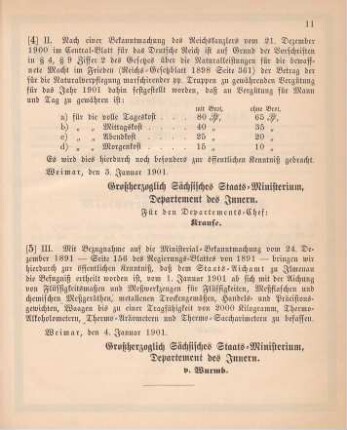 11
[4] II. Nach einer Bekanntmachung des Reichskanzlers vom 21. Dezember
1900 im Central-Blatt für das Deutsche Reich ist auf Grund der Vorschriften
in § 4, § 9 Ziffer 2 des Gesetzes über die Naturalleistungen für die bewaff-
nete Macht im Frieden (Reichs-Gesetzblatt 1898 Seite 361) der Betrag der
für die Naturalverpflegung marschierender pp. Truppen zu gewährenden Vergütung
für das Jahr 1901 dahin festgestellt worden, daß an Vergütung für Mann
und Tag zu gewähren ist:
mit Brot, ohne Brot,
a) für die volle Tageskost . . . 80 ₰, 65 ₰,
b) „ „ Mittagskost . . . 40 „ 35 „
c) „ „ Abendkost . . . 25 „ 20 „
d) „ „ Morgenkost . . . 15 „ 10 „
Es wird dies hierdurch noch besonders zur öffentlichen Kenntniß gebracht.
Weimar, den 3. Januar 1901.
Großherzoglich Sächsisches Staats-Ministerium,
Departement des Innern.
Für den Departements-Chef:
Krause.
[5] III. Mit Bezugnahme auf die Ministerial-Bekanntmachung vom 24. De-
zember 1891 — Seite 156 des Regierungs-Blattes von 1891 — bringen wir
hierdurch zur öffentlichen Kenntniß, daß dem Staats-Aichamt zu Ilmenau
die Befugniß ertheilt worden ist, vom 1. Januar 1901 ab sich mit der Aichung
von Flüssigkeitsmaßen und Meßwerkzeugen für Flüssigkeiten, Meßflaschen und
chemischen Meßgeräthen, metallenen Trockengemäßen, Handels- und Präcisions-
gewichten, Waagen bis zu einer Tragfähigkeit von 2000 Kilogramm, Thermo-
Alkoholometern, Thermo-Aräometern und Thermo-Saccharimetern zu befassen.
Weimar, den 4. Januar 1901.
Großherzoglich Sächsisches Staats-Ministerium,
Departement des Innern.
v. Wurmb.